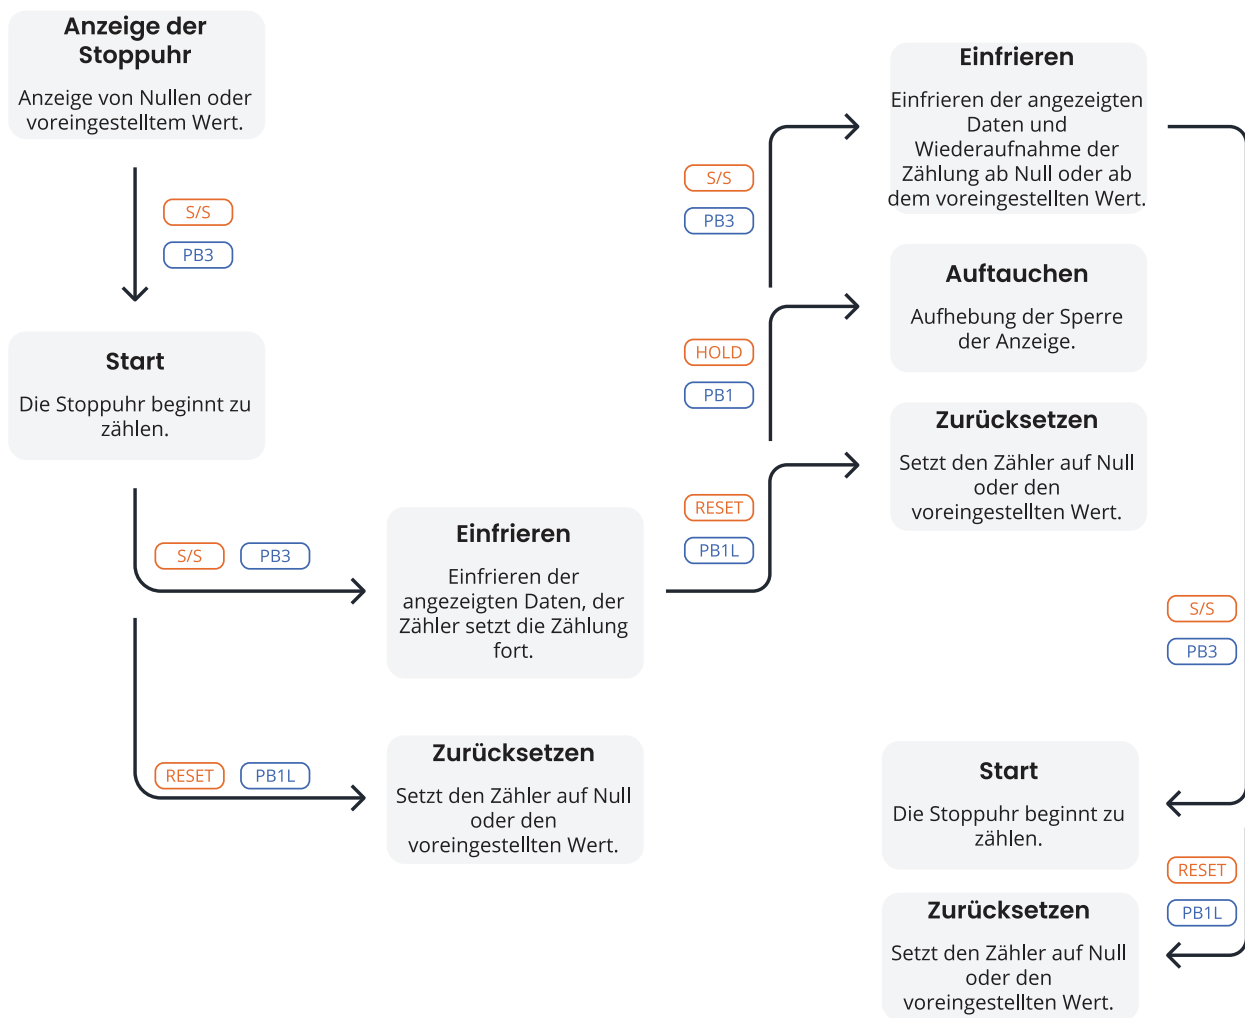 Anzeige der
Stoppuhr
Anzeige von Nullen oder
voreingestelltem Wert.
S/S
PB3
Start
Die Stoppuhr beginnt zu
zählen.
S/S PB3
Einfrieren
Einfrieren der
angezeigten Daten, der
Zähler setzt die Zählung
fort.
RESET PB1L
Zurücksetzen
Setzt den Zähler auf Null
oder den
voreingestellten Wert.
S/S
PB3
Einfrieren
Einfrieren der angezeigten
Daten und
Wiederaufnahme der
Zählung ab Null oder ab
dem voreingestellten Wert.
HOLD
PB1
Auftauchen
Aufhebung der Sperre
der Anzeige.
RESET
PB1L
Zurücksetzen
Setzt den Zähler auf Null
oder den
voreingestellten Wert.
S/S
PB3
Start
Die Stoppuhr beginnt zu
zählen.
RESET
PB1L
Zurücksetzen
Setzt den Zähler auf Null
oder den
voreingestellten Wert.